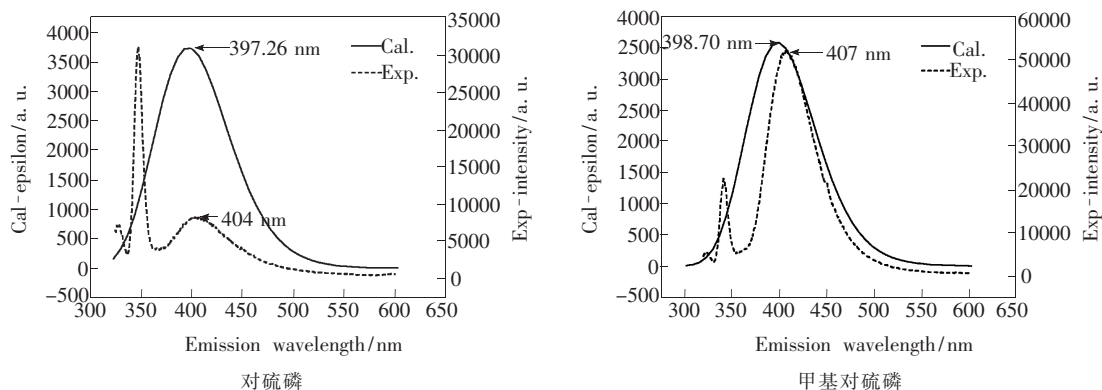 4000
3500
3000
2500
2000
1500
1000
500
0
−500
Cal-epsilon/a. u.
397.26 nm
404 nm
Cal.
Exp.
35000
30000
25000
20000
15000
10000
5000
0
Exp-intensity/a. u.
300 350 400 450 500 550 600 650
Emission wavelength/nm
对硫磷
4000
3500
3000
2500
2000
1500
1000
500
0
−500
Cal-epsilon/a. u.
398.70 nm
407 nm
Cal.
Exp.
60000
50000
40000
30000
20000
10000
0
Exp-intensity/a. u.
300 350 400 450 500 550 600 650
Emission wavelength/nm
甲基对硫磷